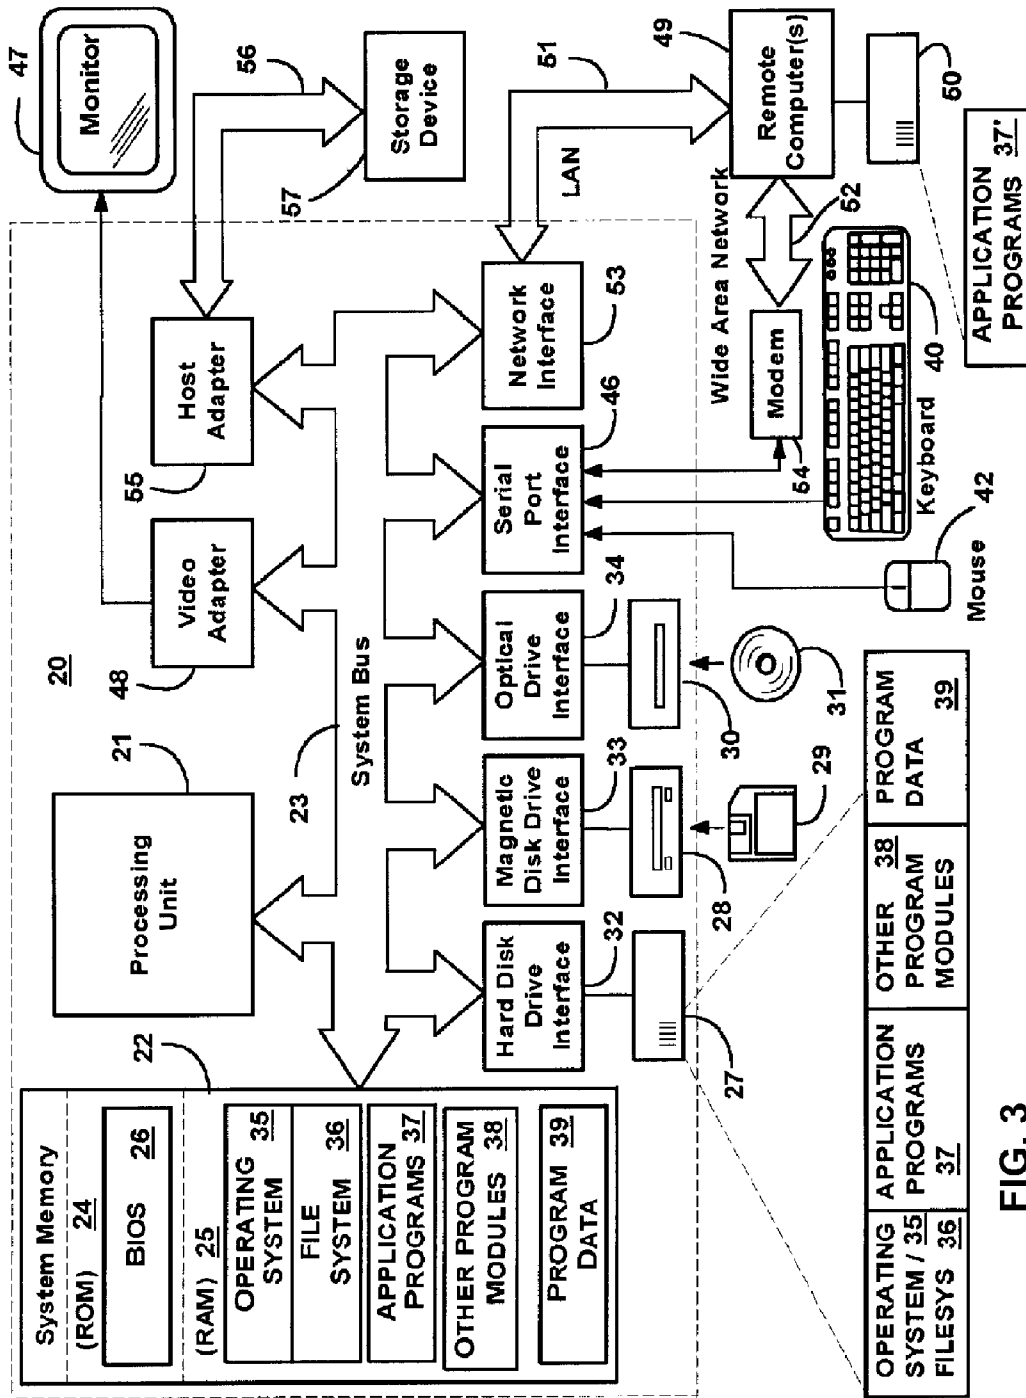 System Memory
(ROM) 24
BIOS 26
(RAM) 25
OPERATING
SYSTEM 35
FILE
SYSTEM 36
APPLICATION
PROGRAMS 37
OTHER PROGRAM
MODULES 38
PROGRAM
DATA 39
22
Processing
Unit
21
20
Video
Adapter
48
Host
Adapter
55
47
Monitor
56
Storage
Device
57
23
System Bus
Hard Disk
Drive
Interface
32
Magnetic
Disk Drive
Interface
33
Optical
Drive
Interface
34
Serial
Port
Interface
46
Network
Interface
53
LAN
51
Remote
Computer(s)
49
50
Wide Area Network
52
Modem
54
27
28
29
30
31
Keyboard
40
Mouse
42
OPERATING
SYSTEM / 35
FILESYS 36
APPLICATION
PROGRAMS
37
OTHER 38
PROGRAM
MODULES
PROGRAM
DATA
39
APPLICATION
PROGRAMS 37'
FIG. 3